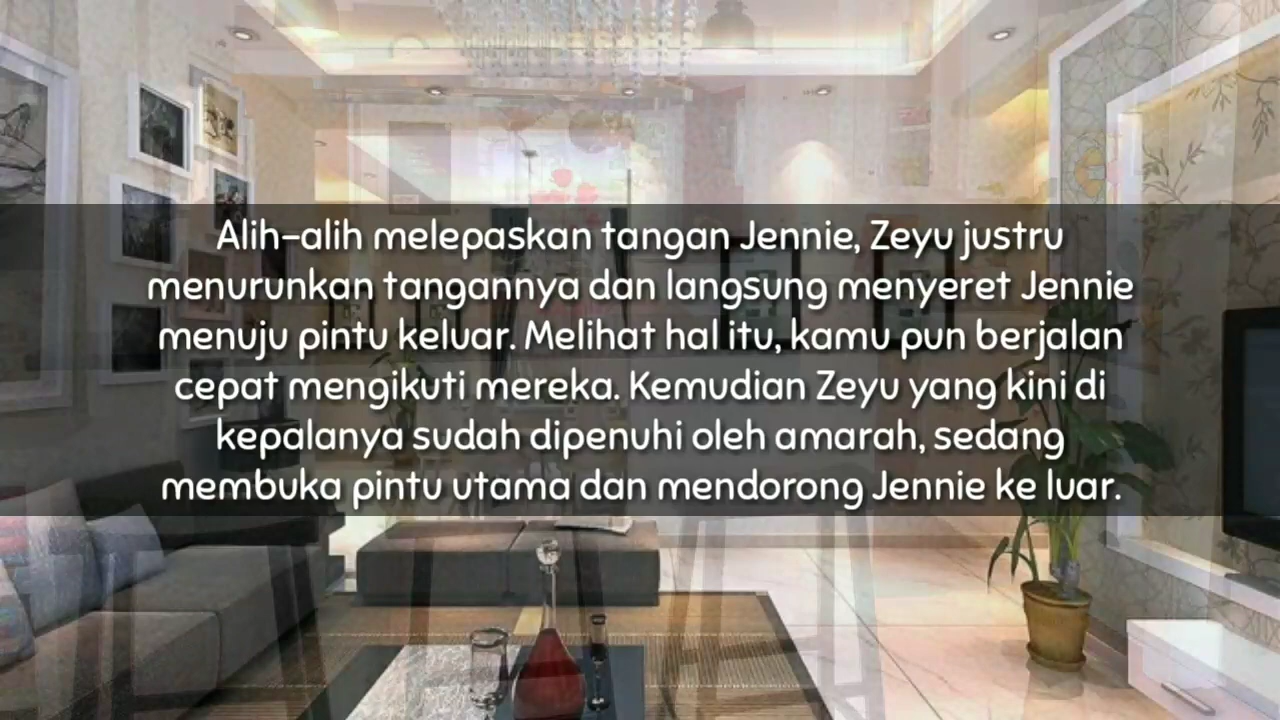 Alih-alih melepaskan tangan Jennie, Zeyu justru
menurunkan tangannya dan langsung menyeret Jennie
menuju pintu keluar. Melihat hal itu, kamu pun berjalan
cepat mengikuti mereka. Kemudian Zeyu yang kini di
kepalanya sudah dipenuhi oleh amarah, sedang
membuka pintu utama dan mendorong Jennie ke luar.